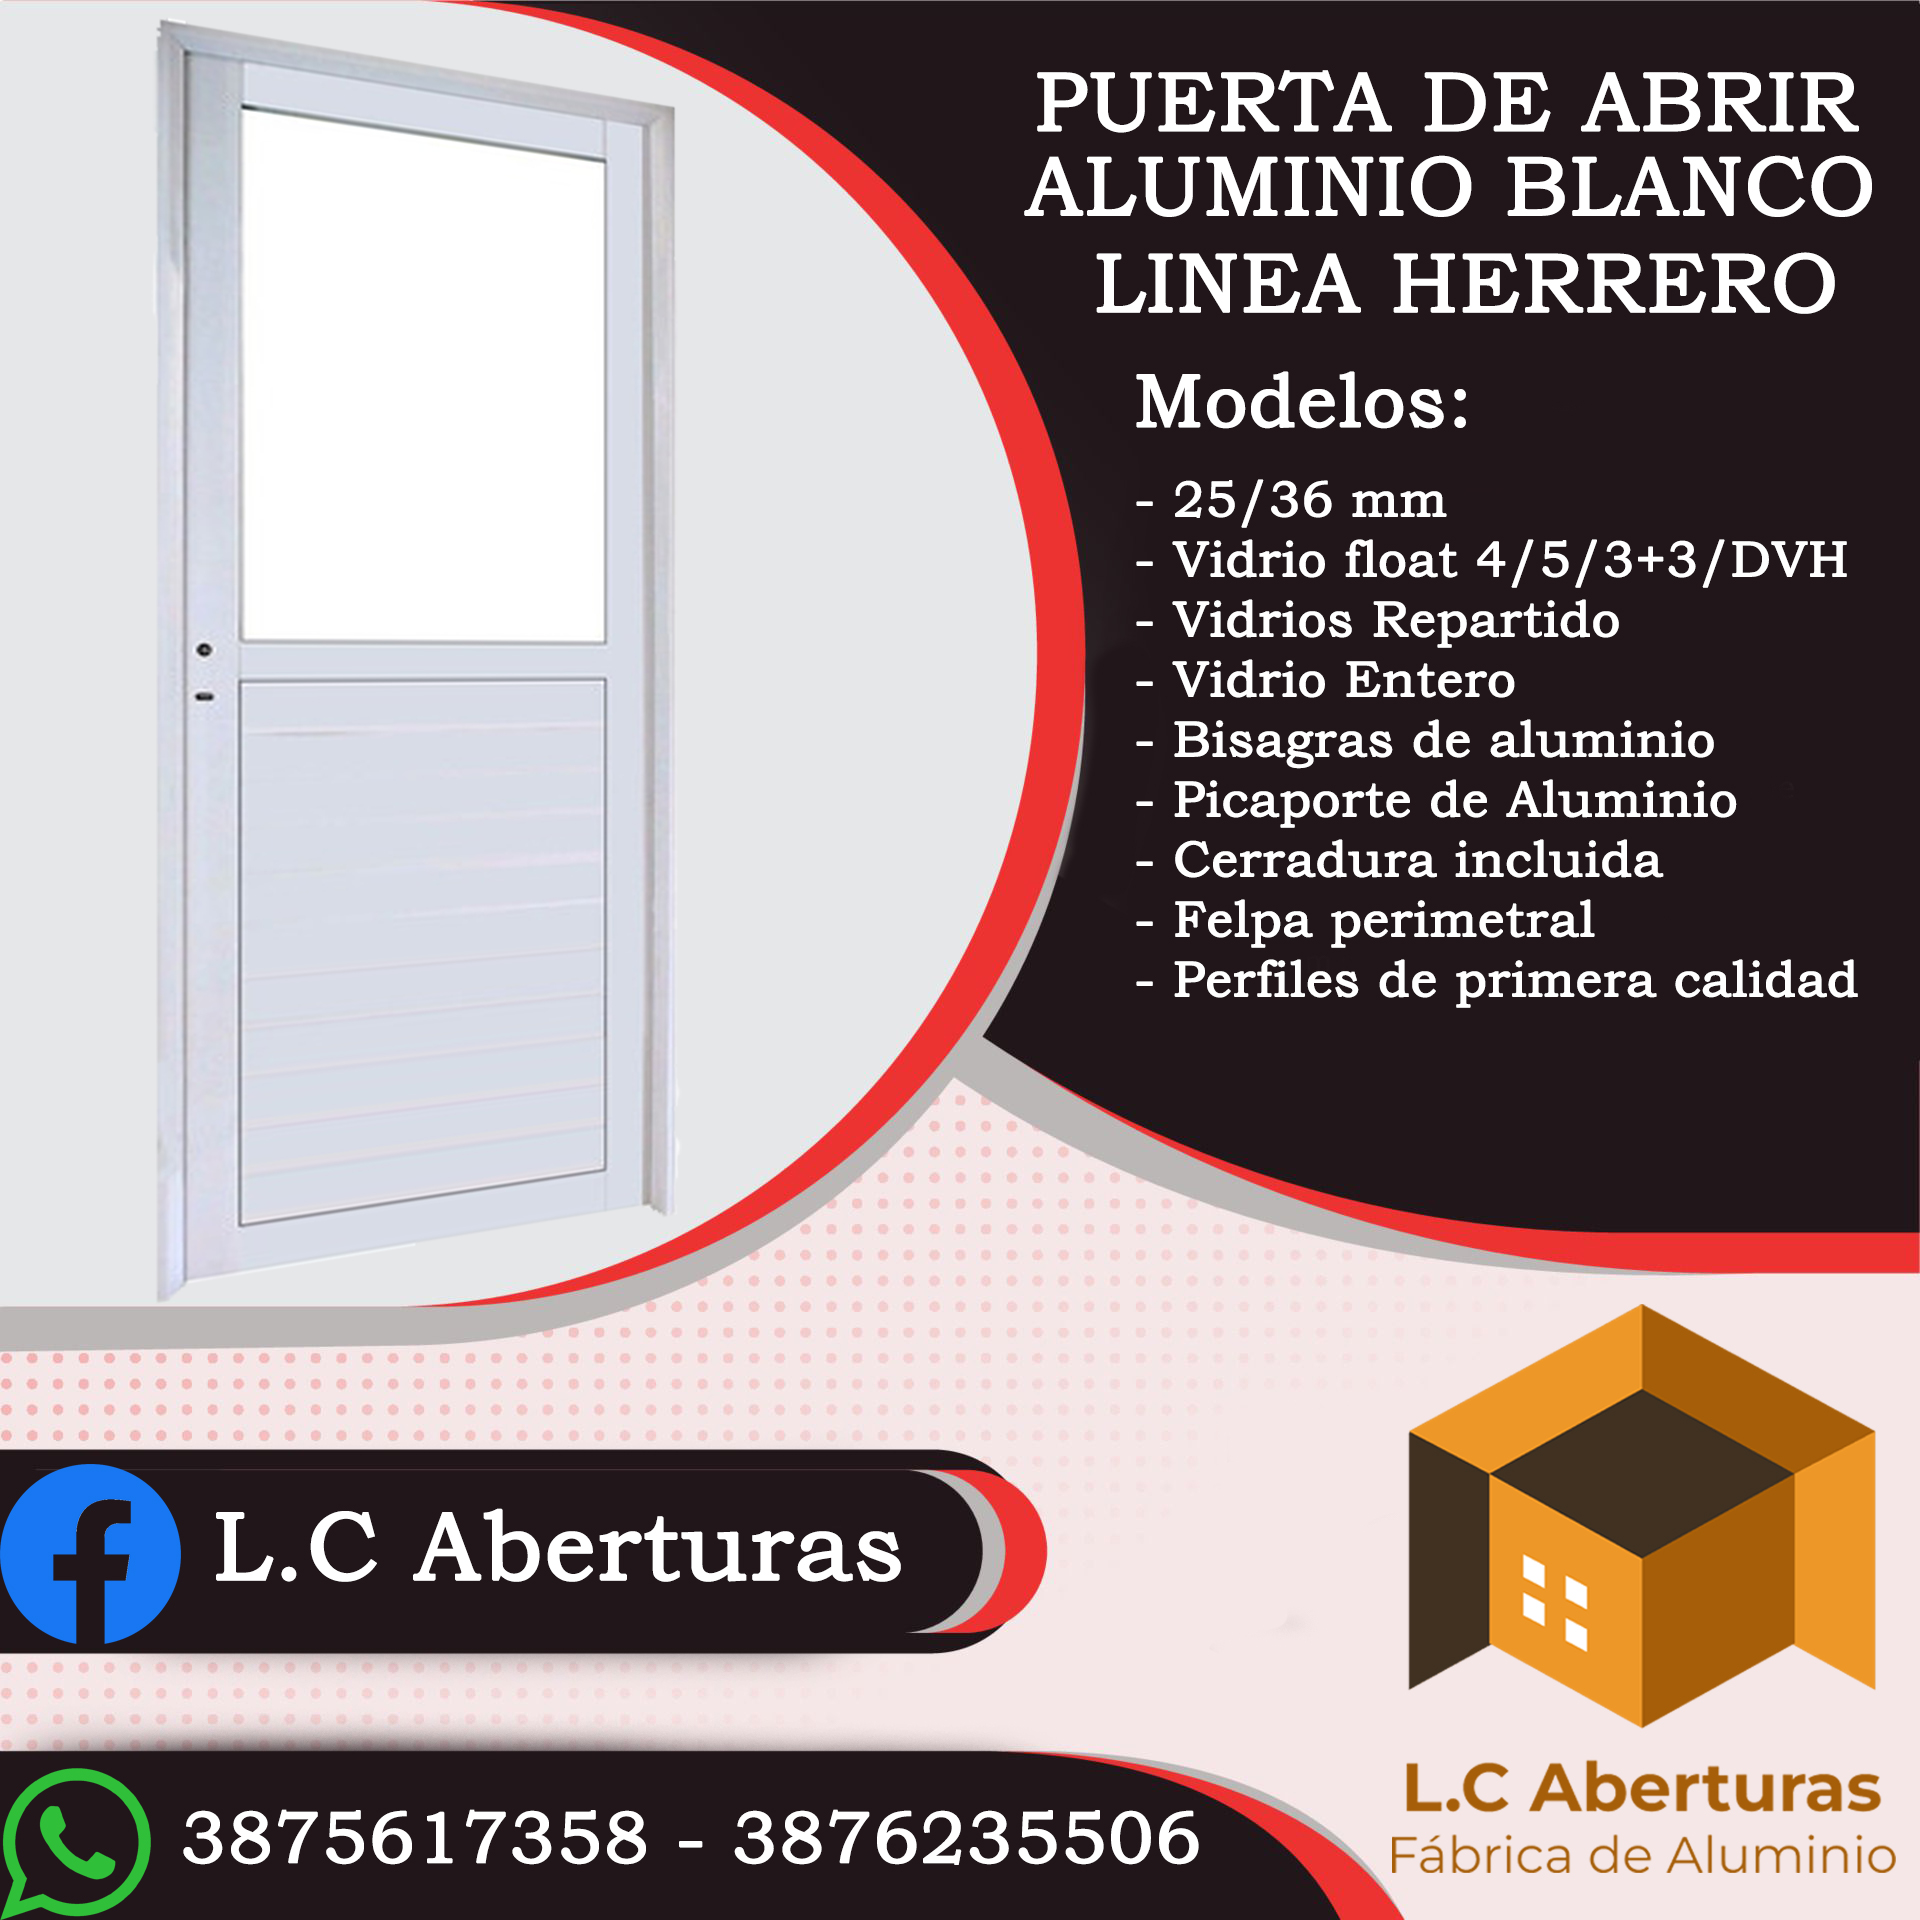 PUERTA DE ABRIR
ALUMINIO BLANCO
LINEA HERRERO
Modelos:
- 25/36 mm
- Vidrio float 4/5/3+3/DVH
- Vidrios Repartido
- Vidrio Entero
- Bisagras de aluminio
- Picaporte de Aluminio
- Cerradura incluida
- Felpa perimetral
- Perfiles de primera calidad
L.C Aberturas
3875617358 - 3876235506
L.C Aberturas
Fábrica de Aluminio